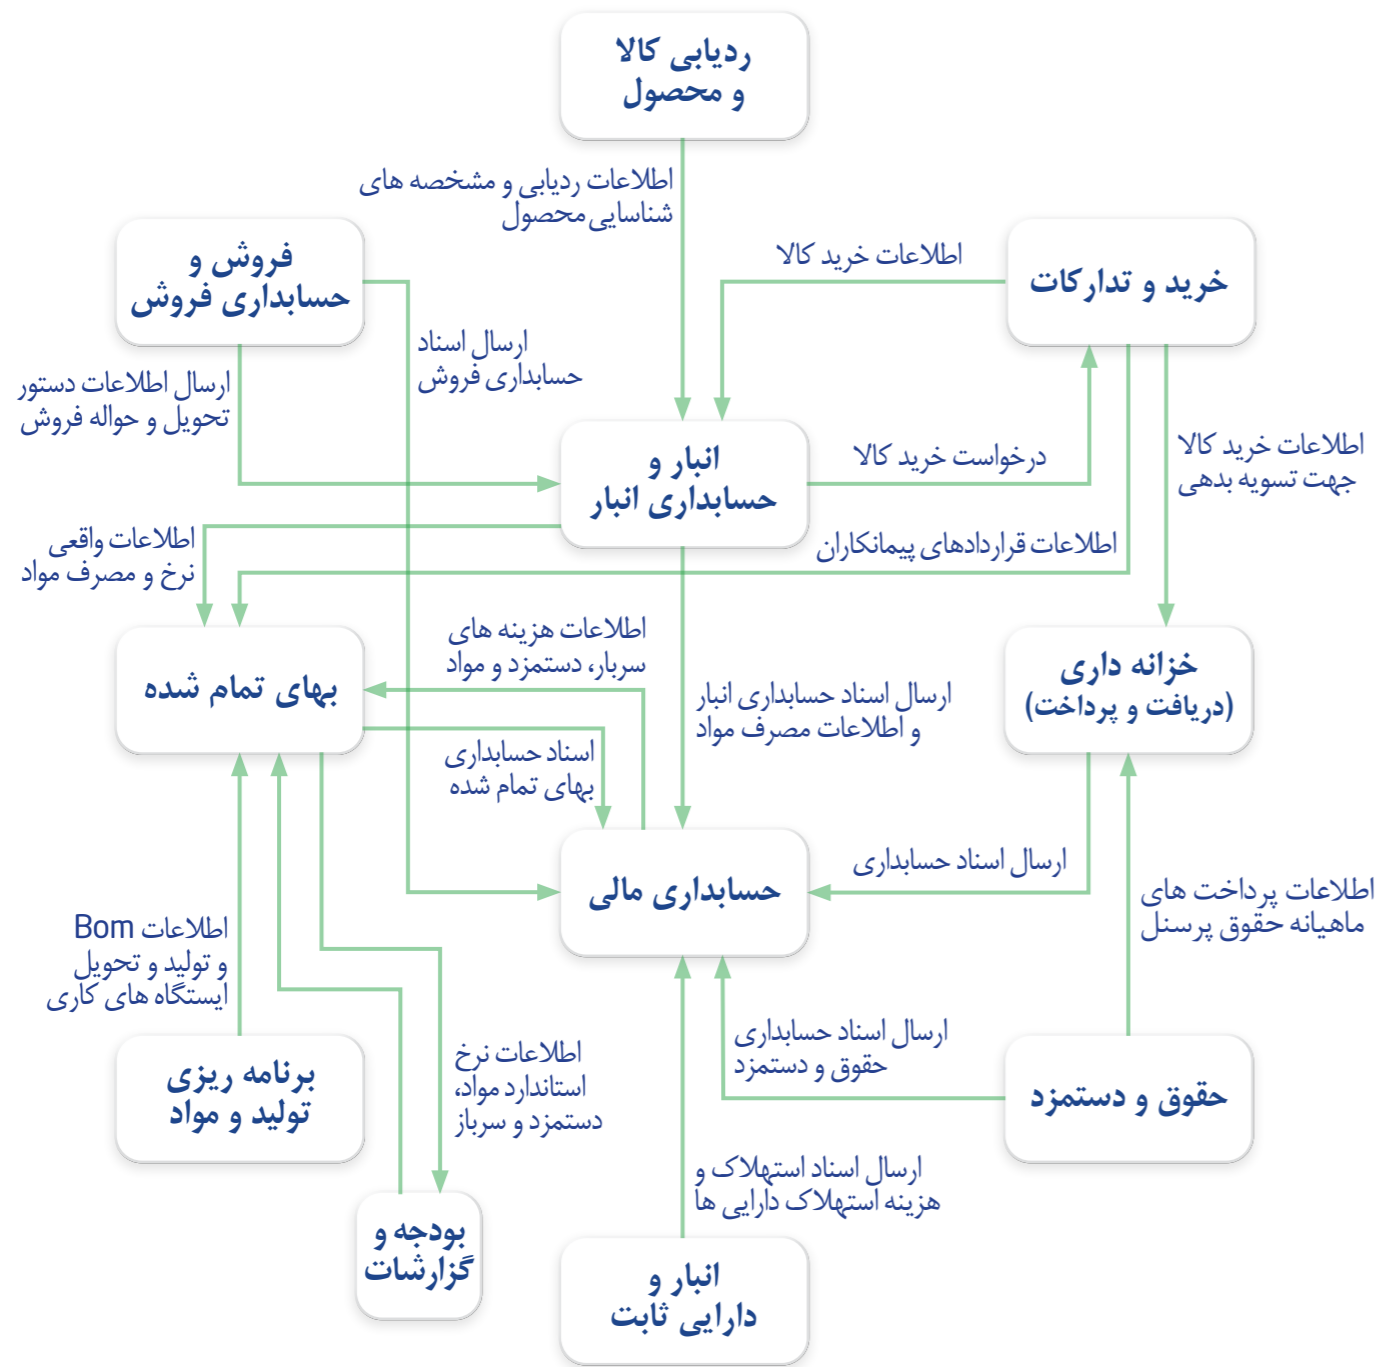 ردیابی کالا
و محصول
اطلاعات ردیابی و مشخصه های
شناسایی محصول
فروش و
حسابداری فروش
اطلاعات خرید کالا
خرید و تدارکات
ارسال اسناد
حسابداری فروش
ارسال اطلاعات دستور
تحویل و حواله فروش
انبار و
حسابداری انبار
درخواست خرید کالا
اطلاعات خرید کالا
جهت تسویه بدهی
اطلاعات واقعی
نرخ و مصرف مواد
اطلاعات قراردادهای پیمانکاران
بهای تمام شده
اطلاعات هزینه های
سربار، دستمزد و مواد
ارسال اسناد حسابداری انبار
و اطلاعات مصرف مواد
خزانه داری
(دریافت و پرداخت)
اسناد حسابداری
بهای تمام شده
حسابداری مالی
ارسال اسناد حسابداری
اطلاعات پرداخت های
ماهیانه حقوق پرسنل
اطلاعات Bom
و تولید و تحویل
ایستگاه های کاری
برنامه ریزی
تولید و مواد
اطلاعات نرخ
استاندارد مواد،
دستمزد و سرباز
ارسال اسناد حسابداری
حقوق و دستمزد
حقوق و دستمزد
ارسال اسناد استهلاک و
هزینه استهلاک دارایی ها
بودجه و
گزارشات
انبار و
دارایی ثابت